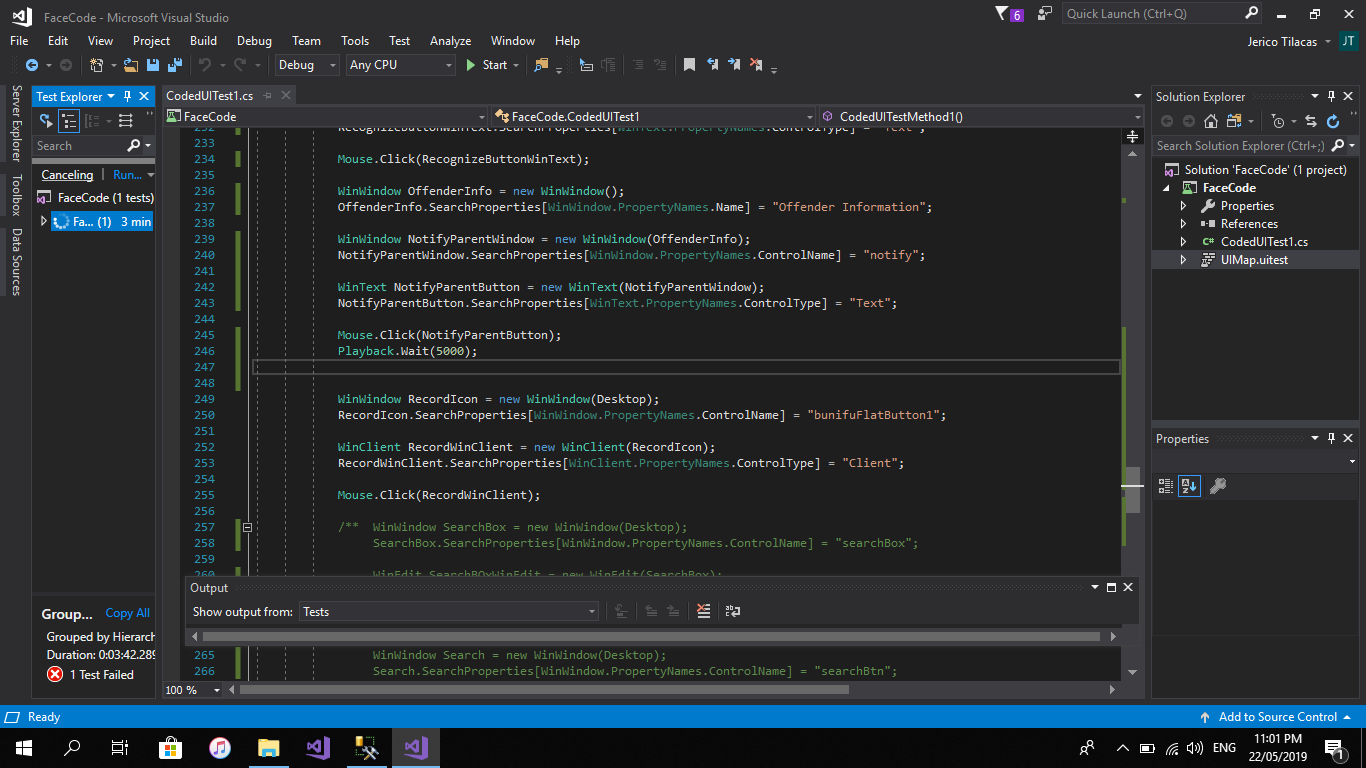 FaceCode - Microsoft Visual Studio
6
Quick Launch (Ctrl+Q)
File Edit View Project Build Debug Team Tools Test Analyze Window Help
Jerico Tilacas
JT
Debug
Any CPU
Start
Server Explorer
Toolbox
Data Sources
Test Explorer
Search
Canceling
Run...
FaceCode (1 tests)
Fa... (1) 3 min
Group...
Copy All
Grouped by Hierarch
Duration: 0:03:42.289
1 Test Failed
CodedUITest1.cs
FaceCode
FaceCode.CodedUITest1
CodedUITestMethod1()
232 RecognizeButtonWinText.SearchProperties[WinText.PropertyNames.ControlType] = "Text";
233
234 Mouse.Click(RecognizeButtonWinText);
235
236 WinWindow OffenderInfo = new WinWindow();
237 OffenderInfo.SearchProperties[WinWindow.PropertyNames.Name] = "Offender Information";
238
239 WinWindow NotifyParentWindow = new WinWindow(OffenderInfo);
240 NotifyParentWindow.SearchProperties[WinWindow.PropertyNames.ControlName] = "notify";
241
242 WinText NotifyParentButton = new WinText(NotifyParentWindow);
243 NotifyParentButton.SearchProperties[WinText.PropertyNames.ControlType] = "Text";
244
245 Mouse.Click(NotifyParentButton);
246 Playback.Wait(5000);
247
248
249 WinWindow RecordIcon = new WinWindow(Desktop);
250 RecordIcon.SearchProperties[WinWindow.PropertyNames.ControlName] = "bunifuFlatButton1";
251
252 WinClient RecordWinClient = new WinClient(RecordIcon);
253 RecordWinClient.SearchProperties[WinClient.PropertyNames.ControlType] = "Client";
254
255 Mouse.Click(RecordWinClient);
256
257 /** WinWindow SearchBox = new WinWindow(Desktop);
258 SearchBox.SearchProperties[WinWindow.PropertyNames.ControlName] = "searchBox";
259
260 WinEdit SearchBOxWinEdit = new WinEdit(SearchBox);
Output
Show output from: Tests
265 WinWindow Search = new WinWindow(Desktop);
266 Search.SearchProperties[WinWindow.PropertyNames.ControlName] = "searchBtn";
100 %
Solution Explorer
Search Solution Explorer (Ctrl+;)
Solution 'FaceCode' (1 project)
FaceCode
Properties
References
C# CodedUITest1.cs
UIMap.uitest
Properties
Ready
Add to Source Control
ENG
11:01 PM
22/05/2019
1